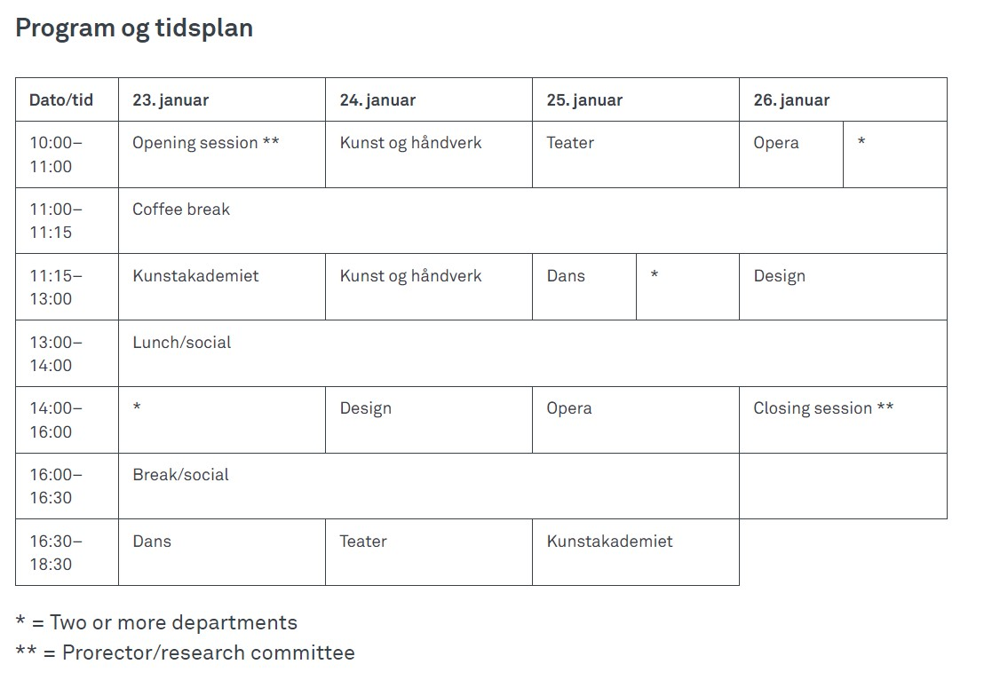 Program og tidsplan
Dato/tid 23. januar 24. januar 25. januar 26. januar
10:00– Opening session ** Kunst og håndverk Teater Opera *
11:00
11:00– Coffee break
11:15
11:15– Kunstakademiet Kunst og håndverk Dans * Design
13:00
13:00– Lunch/social
14:00
14:00– * Design Opera Closing session **
16:00
16:00– Break/social
16:30
16:30– Dans Teater Kunstakademiet
18:30
* = Two or more departments
** = Prorector/research committee